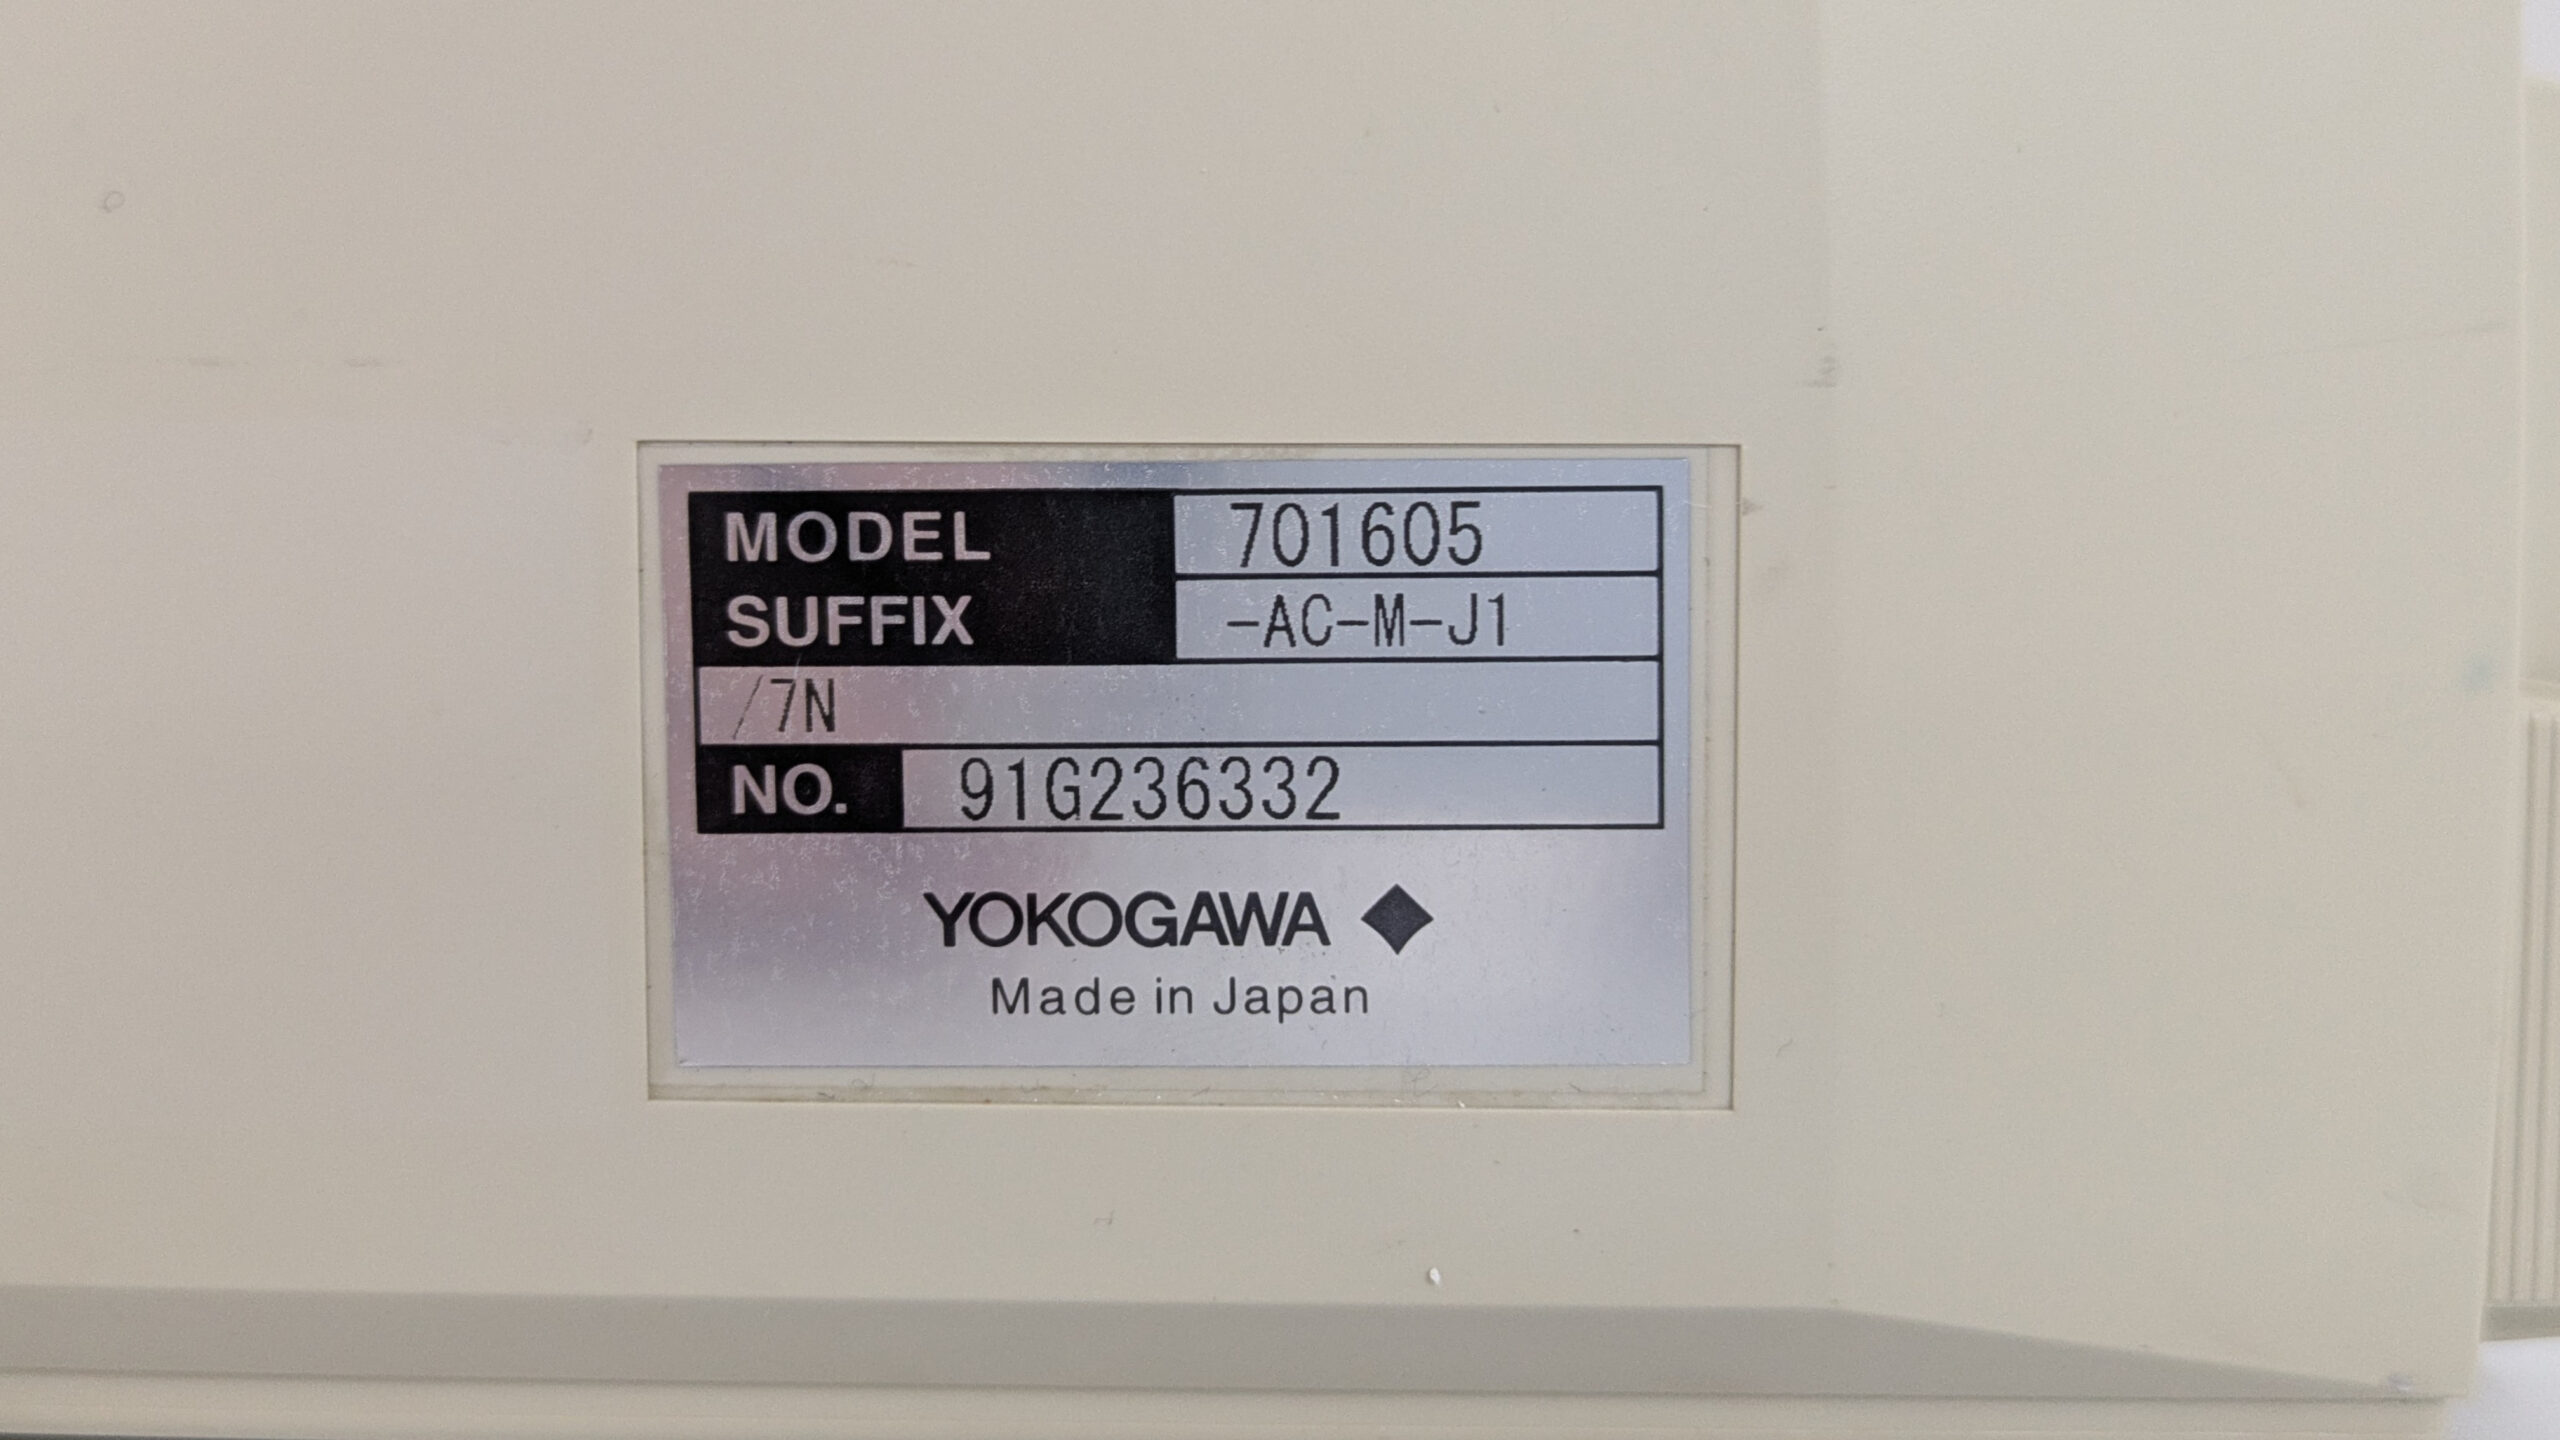 MODEL 701605
SUFFIX -AC-M-J1
/7N
NO. 91G236332
YOKOGAWA
Made in Japan